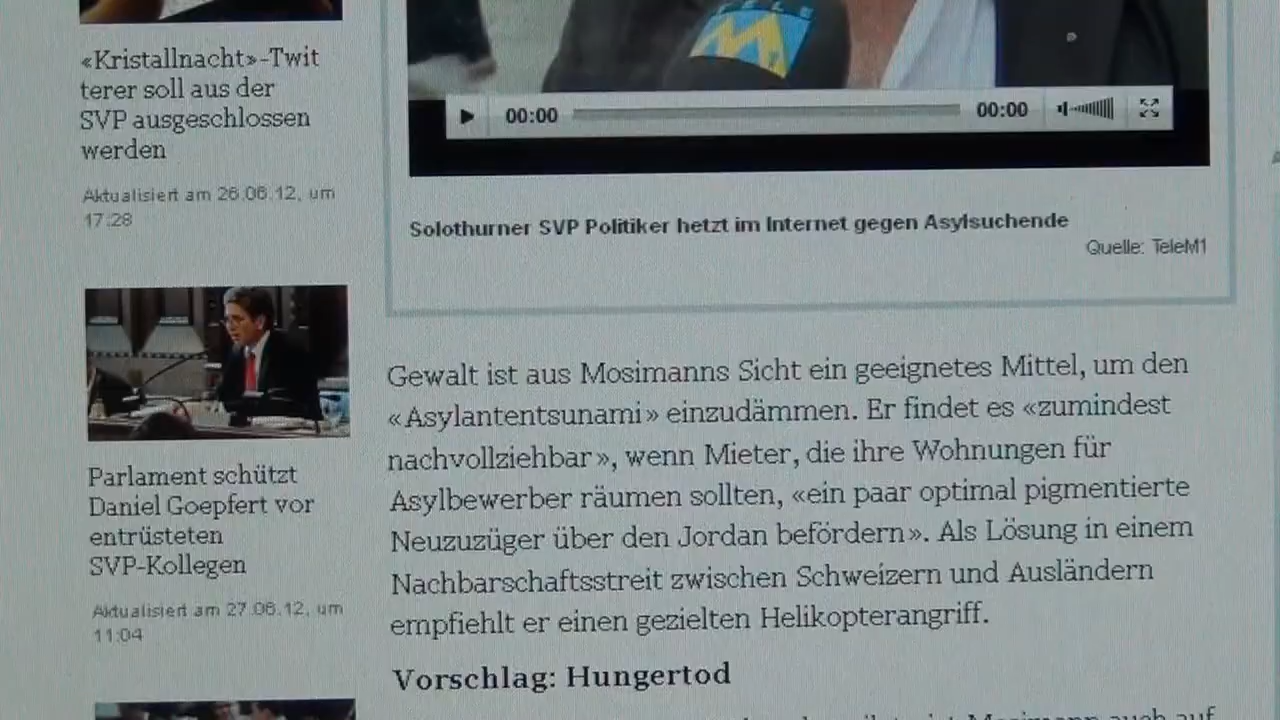 «Kristallnacht»-Twit
terer soll aus der
SVP ausgeschlossen
werden
Aktualisiert am 26.06.12, um
17:28
Parlament schützt
Daniel Goepfert vor
entrüsteten
SVP-Kollegen
Aktualisiert am 27.06.12, um
11:04
TELE
M
00:00
00:00
Solothurner SVP Politiker hetzt im Internet gegen Asylsuchende
Quelle: TeleM1
Gewalt ist aus Mosimanns Sicht ein geeignetes Mittel, um den
«Asylantentsunami» einzudämmen. Er findet es «zumindest
nachvollziehbar», wenn Mieter, die ihre Wohnungen für
Asylbewerber räumen sollten, «ein paar optimal pigmentierte
Neuzuzüger über den Jordan befördern». Als Lösung in einem
Nachbarschaftsstreit zwischen Schweizern und Ausländern
empfiehlt er einen gezielten Helikopterangriff.
Vorschlag: Hungertod
Mosimann auch auf